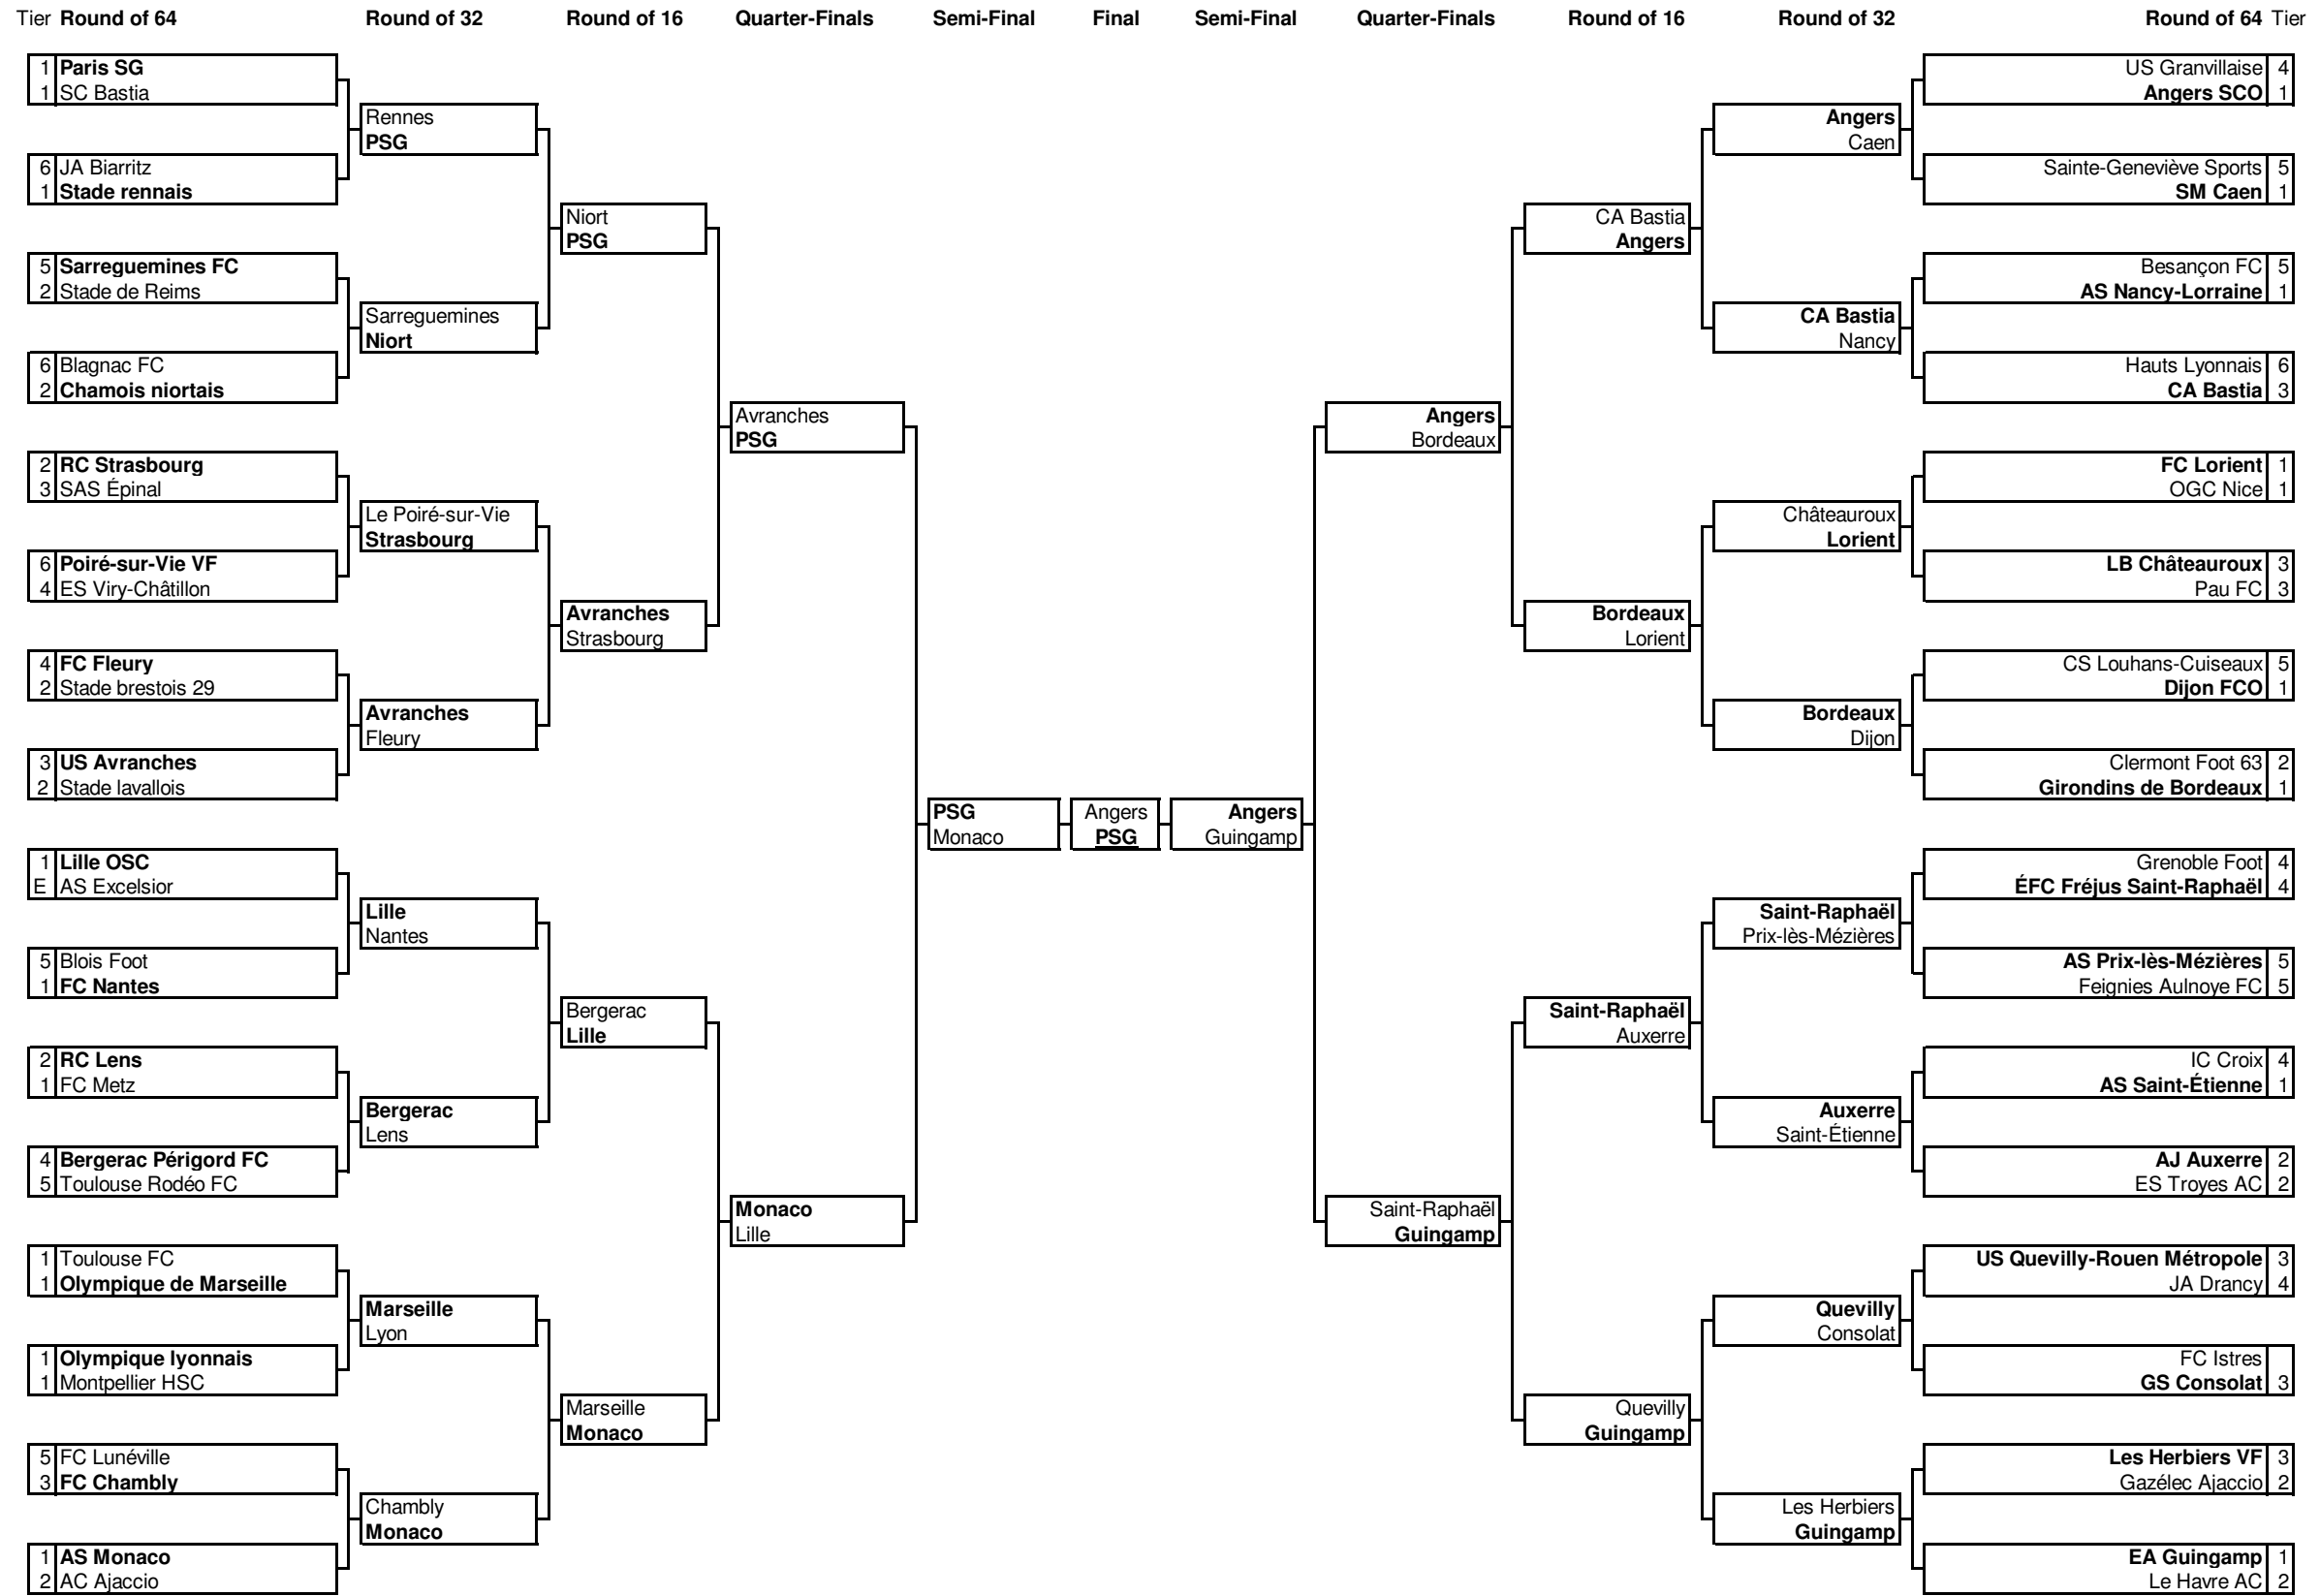 Tier Round of 64 Round of 32 Round of 16 Quarter-Finals Semi-Final Final Semi-Final Quarter-Finals Round of 16 Round of 32 Round of 64 Tier
1 Paris SG
1 SC Bastia
6 JA Biarritz
1 Stade rennais
5 Sarreguemines FC
2 Stade de Reims
6 Blagnac FC
2 Chamois niortais
2 RC Strasbourg
3 SAS Épinal
6 Poiré-sur-Vie VF
4 ES Viry-Châtillon
4 FC Fleury
2 Stade brestois 29
3 US Avranches
2 Stade lavallois
1 Lille OSC
E AS Excelsior
5 Blois Foot
1 FC Nantes
2 RC Lens
1 FC Metz
4 Bergerac Périgord FC
5 Toulouse Rodéo FC
1 Toulouse FC
1 Olympique de Marseille
1 Olympique lyonnais
1 Montpellier HSC
5 FC Lunéville
3 FC Chambly
1 AS Monaco
2 AC Ajaccio
Rennes
PSG
Sarreguemines
Niort
Le Poiré-sur-Vie
Strasbourg
Avranches
Fleury
Lille
Nantes
Bergerac
Lens
Marseille
Lyon
Chambly
Monaco
Niort
PSG
Avranches
Strasbourg
Bergerac
Lille
Marseille
Monaco
Avranches
PSG
Monaco
Lille
PSG
Monaco
Angers
PSG
Angers
Guingamp
Angers
Bordeaux
Saint-Raphaël
Guingamp
CA Bastia
Angers
Bordeaux
Lorient
Saint-Raphaël
Auxerre
Quevilly
Guingamp
Angers
Caen
CA Bastia
Nancy
Châteauroux
Lorient
Bordeaux
Dijon
Saint-Raphaël
Prix-lès-Mézières
Auxerre
Saint-Étienne
Quevilly
Consolat
Les Herbiers
Guingamp
US Granvillaise 4
Angers SCO 1
Sainte-Geneviève Sports 5
SM Caen 1
Besançon FC 5
AS Nancy-Lorraine 1
Hauts Lyonnais 6
CA Bastia 3
FC Lorient 1
OGC Nice 1
LB Châteauroux 3
Pau FC 3
CS Louhans-Cuiseaux 5
Dijon FCO 1
Clermont Foot 63 2
Girondins de Bordeaux 1
Grenoble Foot 4
ÉFC Fréjus Saint-Raphaël 4
AS Prix-lès-Mézières 5
Feignies Aulnoye FC 5
IC Croix 4
AS Saint-Étienne 1
AJ Auxerre 2
ES Troyes AC 2
US Quevilly-Rouen Métropole 3
JA Drancy 4
FC Istres
GS Consolat 3
Les Herbiers VF 3
Gazélec Ajaccio 2
EA Guingamp 1
Le Havre AC 2